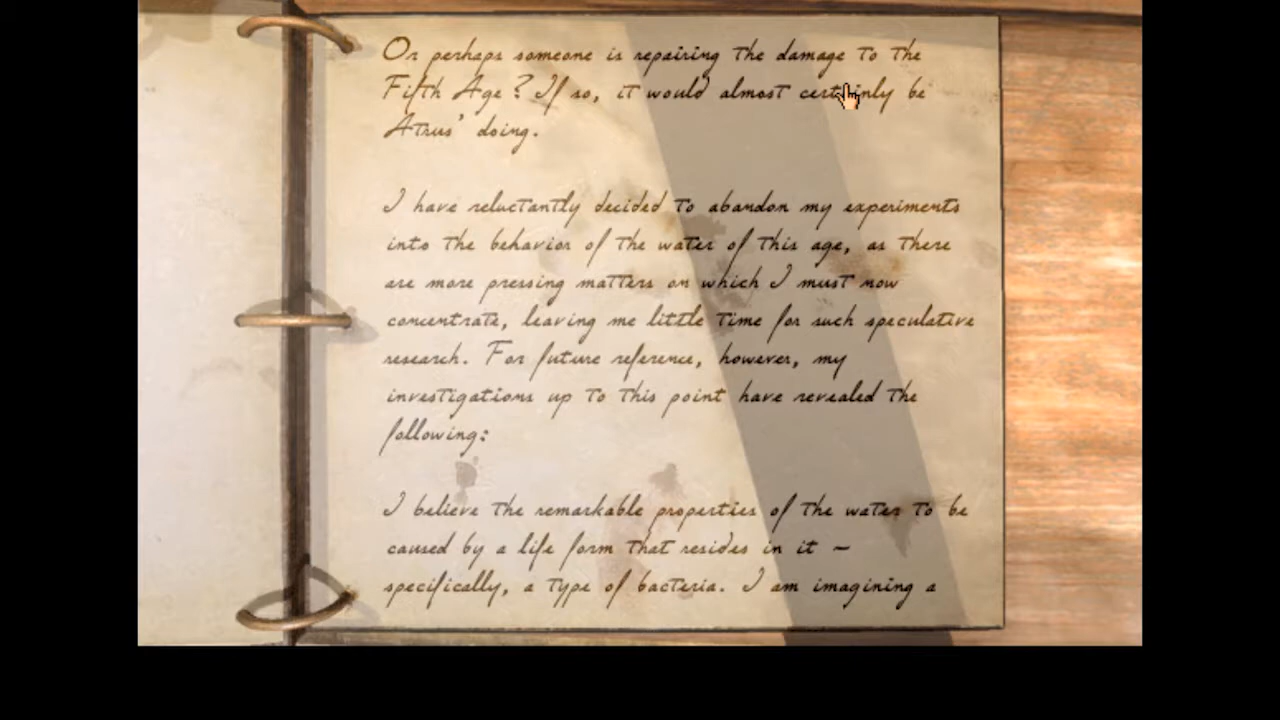 Or perhaps someone is repairing the damage to the
Fifth Age? If so, it would almost certainly be
Atrus' doing.
I have reluctantly decided to abandon my experiments
into the behavior of the water of this age, as there
are more pressing matters on which I must now
concentrate, leaving me little time for such speculative
research. For future reference, however, my
investigations up to this point have revealed the
following:
I believe the remarkable properties of the water to be
caused by a life form that resides in it –
specifically, a type of bacteria. I am imagining a